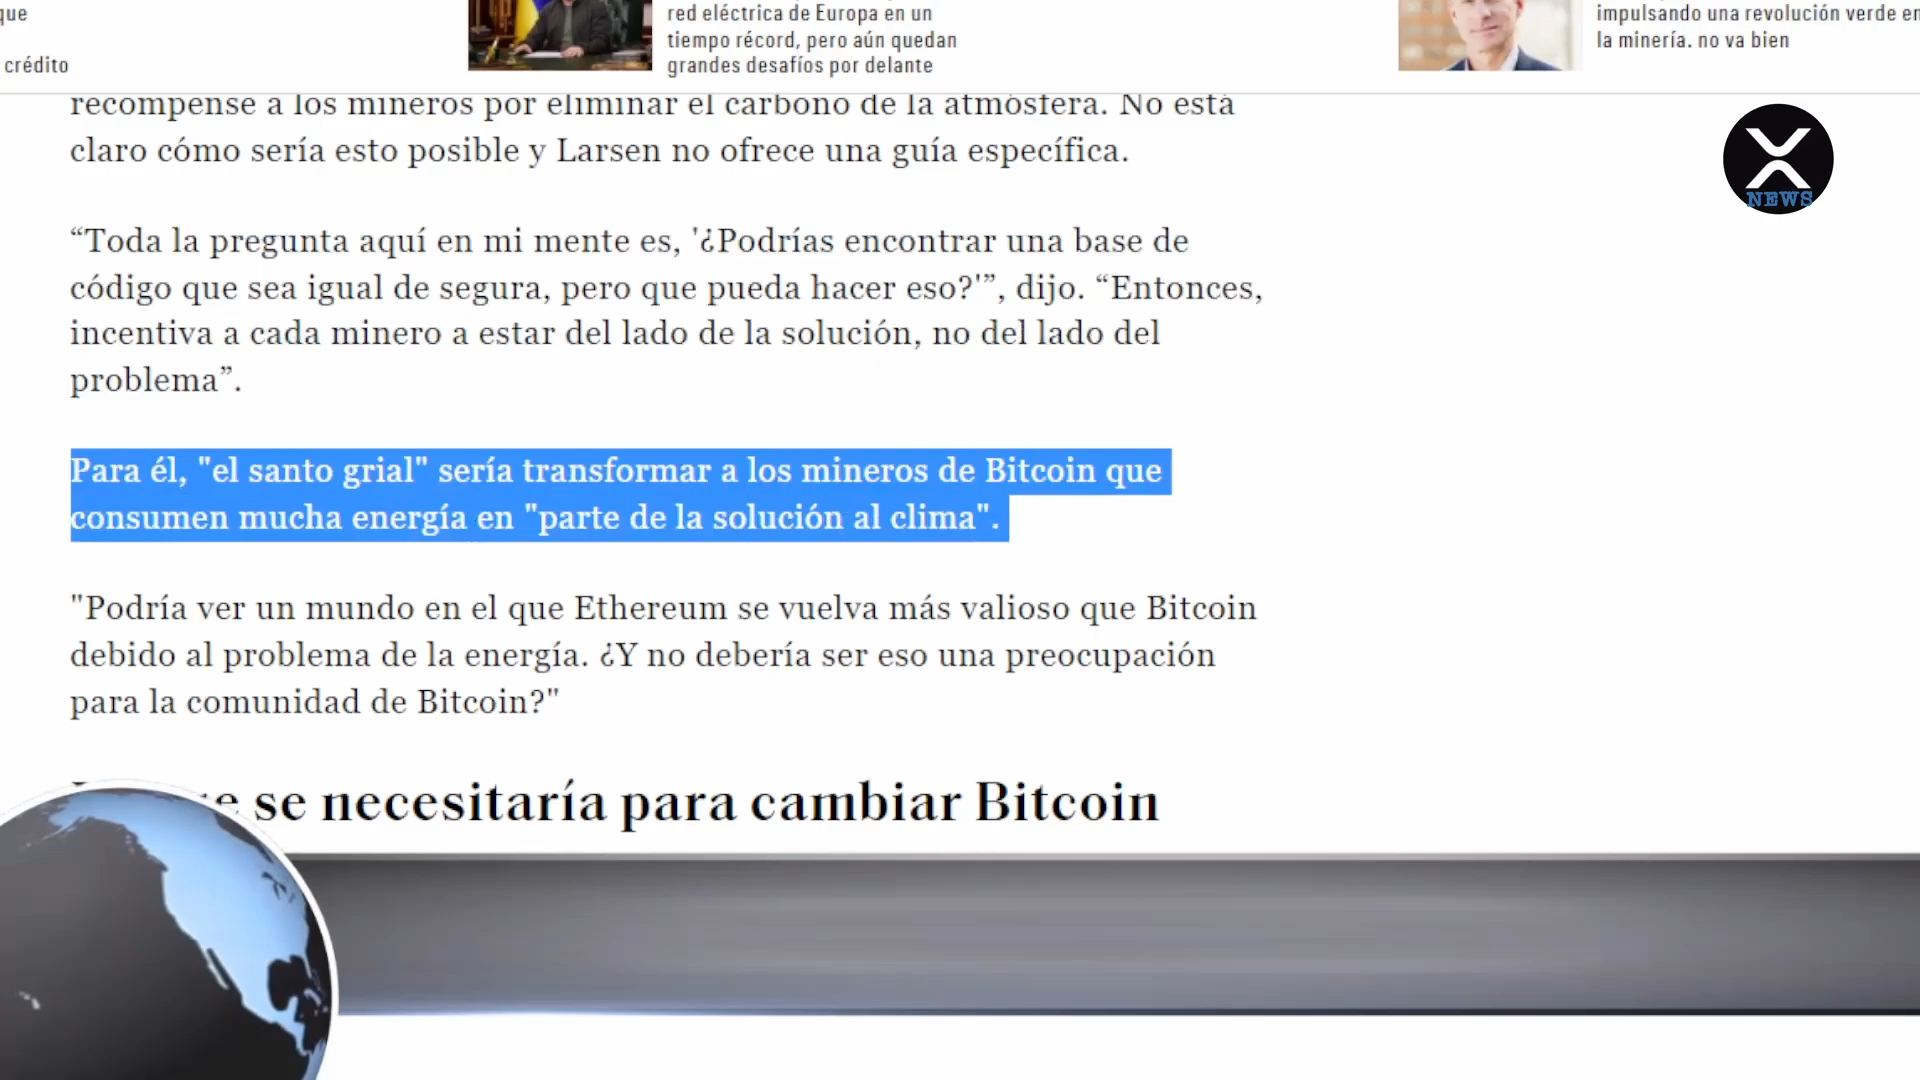 que
crédito
red eléctrica de Europa en un
tiempo récord, pero aún quedan
grandes desafíos por delante
impulsando una revolución verde en
la minería. no va bien
recompense a los mineros por eliminar el carbono de la atmósfera. No está
claro cómo sería esto posible y Larsen no ofrece una guía específica.
NEWS
“Toda la pregunta aquí en mi mente es, '¿Podrías encontrar una base de
código que sea igual de segura, pero que pueda hacer eso?'”, dijo. “Entonces,
incentiva a cada minero a estar del lado de la solución, no del lado del
problema”.
Para él, "el santo grial" sería transformar a los mineros de Bitcoin que
consumen mucha energía en "parte de la solución al clima".
"Podría ver un mundo en el que Ethereum se vuelva más valioso que Bitcoin
debido al problema de la energía. ¿Y no debería ser eso una preocupación
para la comunidad de Bitcoin?"
se necesitaría para cambiar Bitcoin